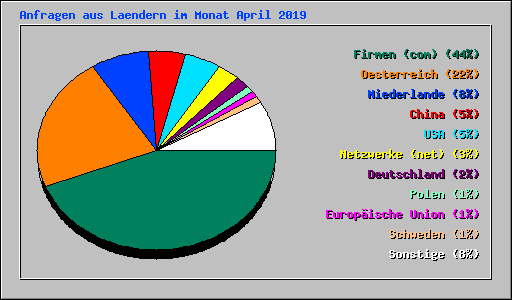 Anfragen aus Laendern im Monat April 2019
Firmen (com) (44%)
Oesterreich (22%)
Niederlande (8%)
China (5%)
USA (5%)
Netzwerke (net) (3%)
Deutschland (2%)
Polen (1%)
Europäische Union (1%)
Schweden (1%)
Sonstige (8%)